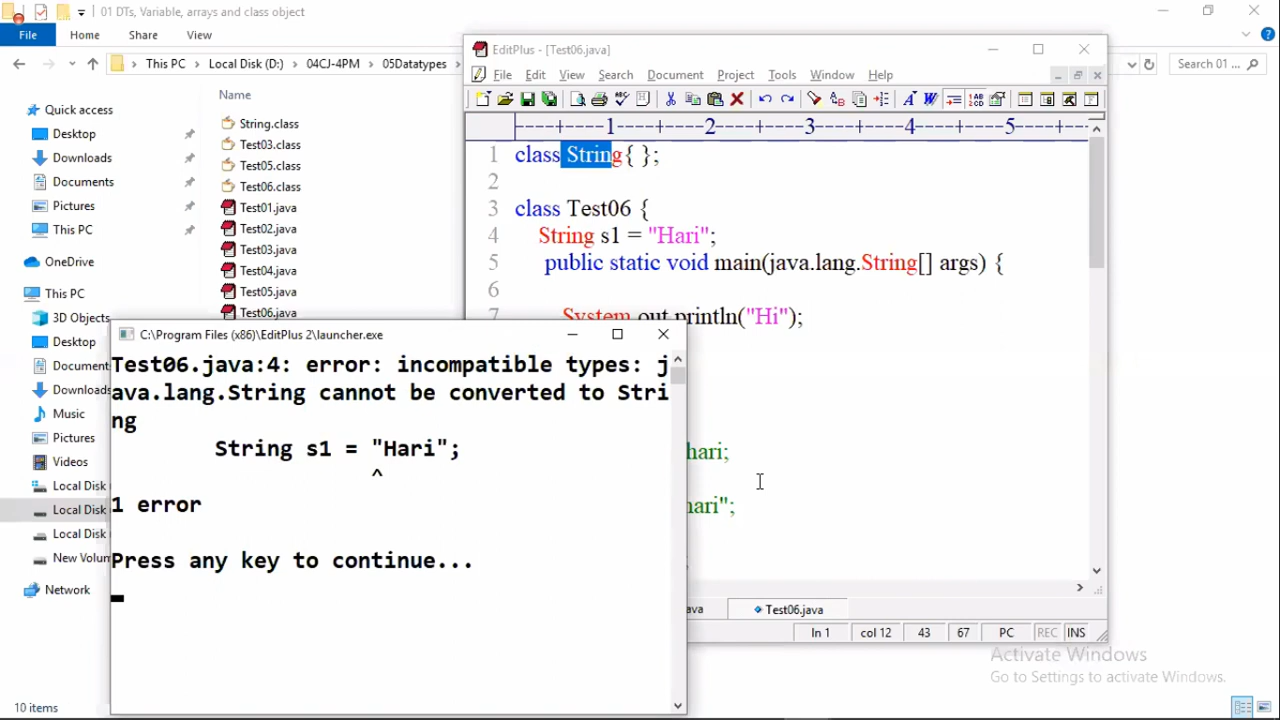 01 DTs, Variable, arrays and class object
File Home Share View
This PC Local Disk (D:) 04CJ-4PM 05Datatypes
Search 01 ...
Quick access
Desktop
Downloads
Documents
Pictures
This PC
OneDrive
This PC
3D Objects
Desktop
Document
Downloads
Music
Pictures
Videos
Local Disk
Local Disk
Local Disk
New Volum
Network
10 items
Name
String.class
Test03.class
Test05.class
Test06.class
Test01.java
Test02.java
Test03.java
Test04.java
Test05.java
Test06.java
EditPlus - [Test06.java]
File Edit View Search Document Project Tools Window Help
----+----1----+----2----+----3----+----4----+----5----+--
1 class String{ };
2
3 class Test06 {
4 String s1 = "Hari";
5 public static void main(java.lang.String[] args) {
6
7 System.out.println("Hi");
hari;
hari";
;
ava Test06.java
ln 1 col 12 43 67 PC REC INS
C:\Program Files (x86)\EditPlus 2\launcher.exe
Test06.java:4: error: incompatible types: j
ava.lang.String cannot be converted to Stri
ng
String s1 = "Hari";
^
1 error
Press any key to continue...
Activate Windows
Go to Settings to activate Windows.